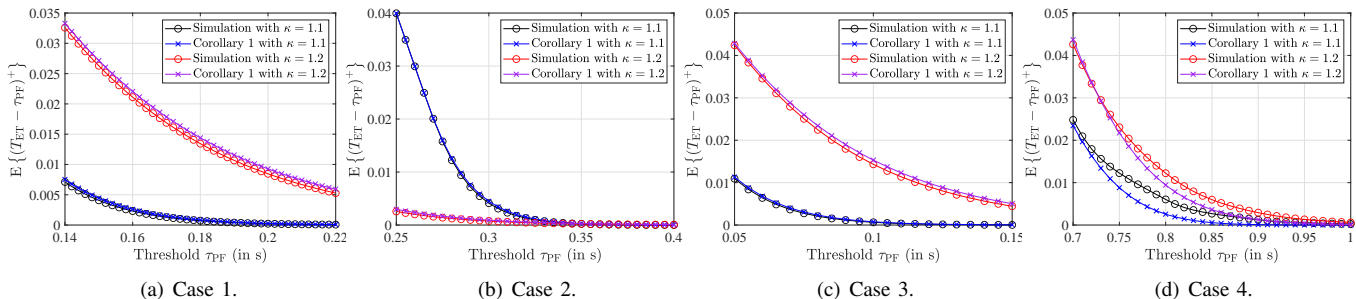 E {(T_ET − τ_PF)^+}
0.035
0.03
0.025
0.02
0.015
0.01
0.005
0
0.14
0.16
0.18
0.2
0.22
Threshold τ_PF (in s)
Simulation with κ = 1.1
Corollary 1 with κ = 1.1
Simulation with κ = 1.2
Corollary 1 with κ = 1.2
(a) Case 1.
E {(T_ET − τ_PF)^+}
0.04
0.03
0.02
0.01
0
0.25
0.3
0.35
0.4
Threshold τ_PF (in s)
Simulation with κ = 1.1
Corollary 1 with κ = 1.1
Simulation with κ = 1.2
Corollary 1 with κ = 1.2
(b) Case 2.
E {(T_ET − τ_PF)^+}
0.05
0.04
0.03
0.02
0.01
0
0.05
0.1
0.15
Threshold τ_PF (in s)
Simulation with κ = 1.1
Corollary 1 with κ = 1.1
Simulation with κ = 1.2
Corollary 1 with κ = 1.2
(c) Case 3.
E {(T_ET − τ_PF)^+}
0.05
0.04
0.03
0.02
0.01
0
0.7
0.75
0.8
0.85
0.9
0.95
1
Threshold τ_PF (in s)
Simulation with κ = 1.1
Corollary 1 with κ = 1.1
Simulation with κ = 1.2
Corollary 1 with κ = 1.2
(d) Case 4.